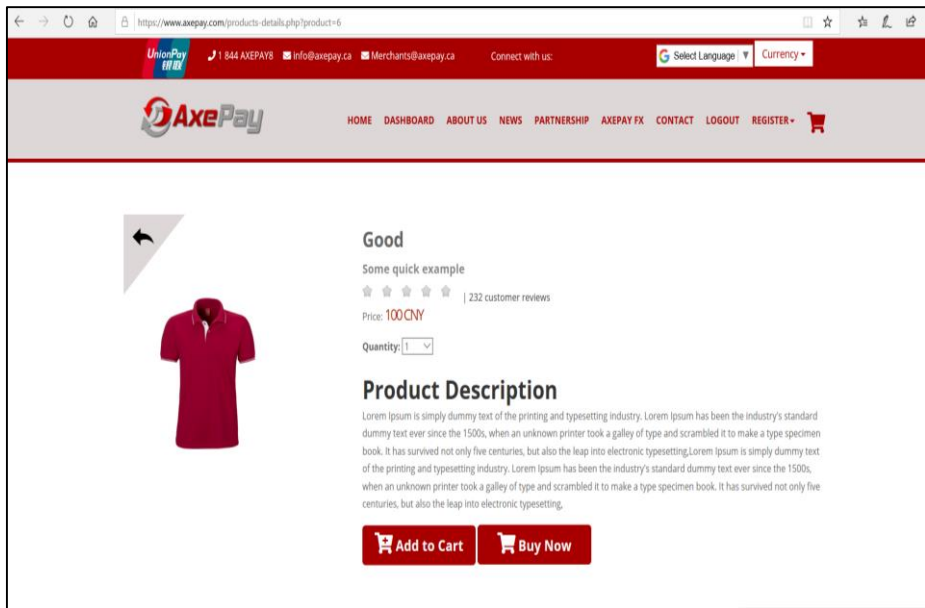 https://www.axepay.com/products-details.php?product=6
UnionPay
银联
1 844 AXEPAY8 info@axepay.ca Merchants@axepay.ca Connect with us: G Select Language ▼ Currency
AxePay
HOME DASHBOARD ABOUT US NEWS PARTNERSHIP AXEPAY FX CONTACT LOGOUT REGISTER
Good
Some quick example
| 232 customer reviews
Price: 100 CNY
Quantity: 1
Product Description
Lorem Ipsum is simply dummy text of the printing and typesetting industry. Lorem Ipsum has been the industry's standard
dummy text ever since the 1500s, when an unknown printer took a galley of type and scrambled it to make a type specimen
book. It has survived not only five centuries, but also the leap into electronic typesetting,Lorem Ipsum is simply dummy text
of the printing and typesetting industry. Lorem Ipsum has been the industry's standard dummy text ever since the 1500s,
when an unknown printer took a galley of type and scrambled it to make a type specimen book. It has survived not only five
centuries, but also the leap into electronic typesetting,
Add to Cart Buy Now